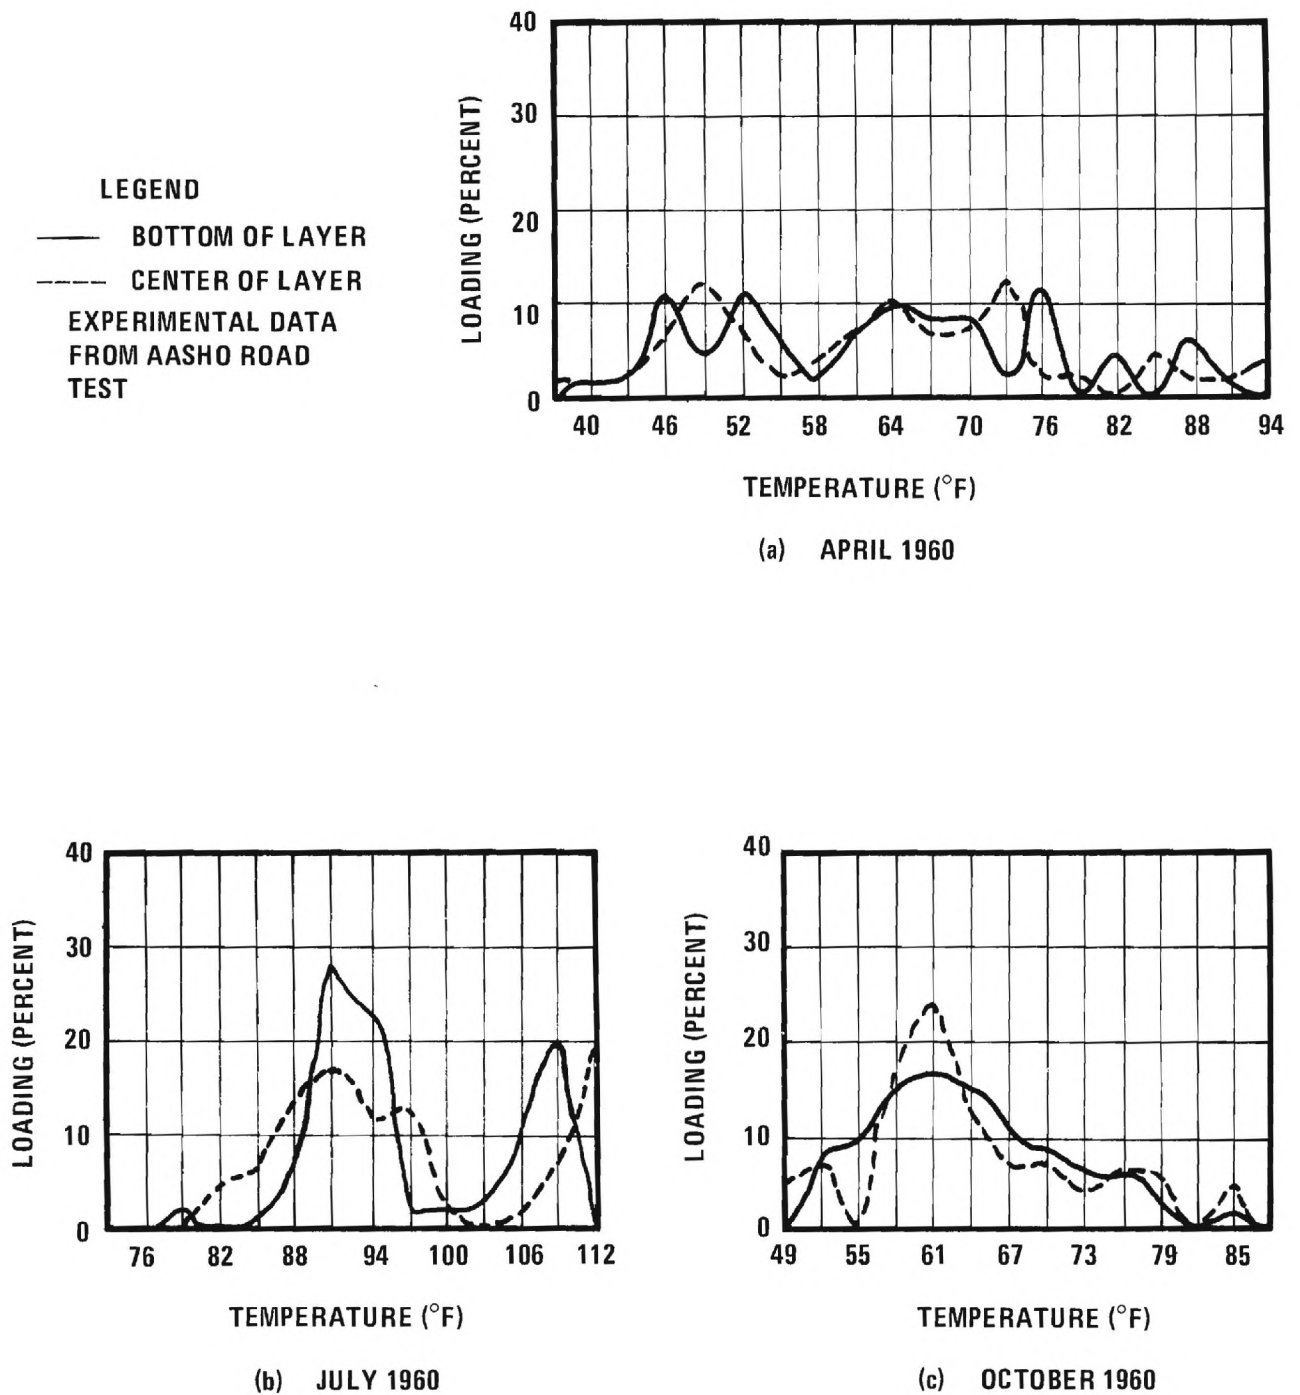 LEGEND
BOTTOM OF LAYER
CENTER OF LAYER
EXPERIMENTAL DATA
FROM AASHO ROAD
TEST
LOADING (PERCENT)
40
30
20
10
0
40 46 52 58 64 70 76 82 88 94
TEMPERATURE (°F)
(a) APRIL 1960
LOADING (PERCENT)
40
30
20
10
0
76 82 88 94 100 106 112
TEMPERATURE (°F)
(b) JULY 1960
LOADING (PERCENT)
40
30
20
10
0
49 55 61 67 73 79 85
TEMPERATURE (°F)
(c) OCTOBER 1960